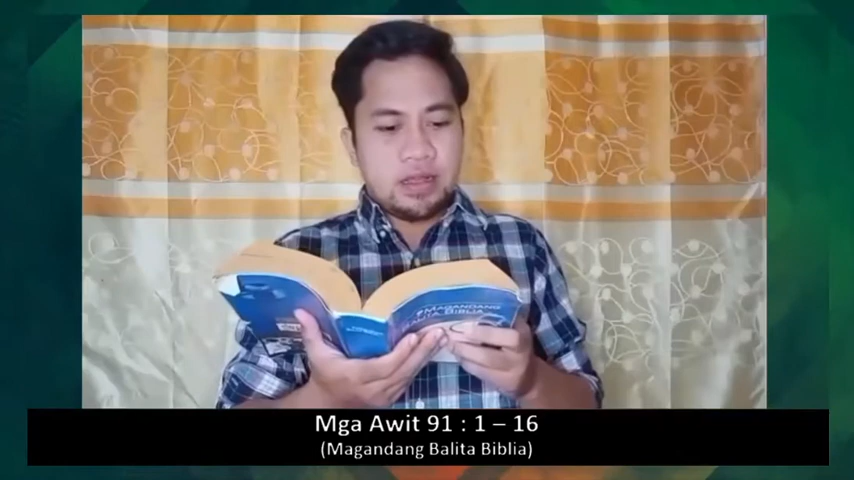 MAGANDANG
BALITA BIBLIA
Mga Awit 91 : 1 – 16
(Magandang Balita Biblia)